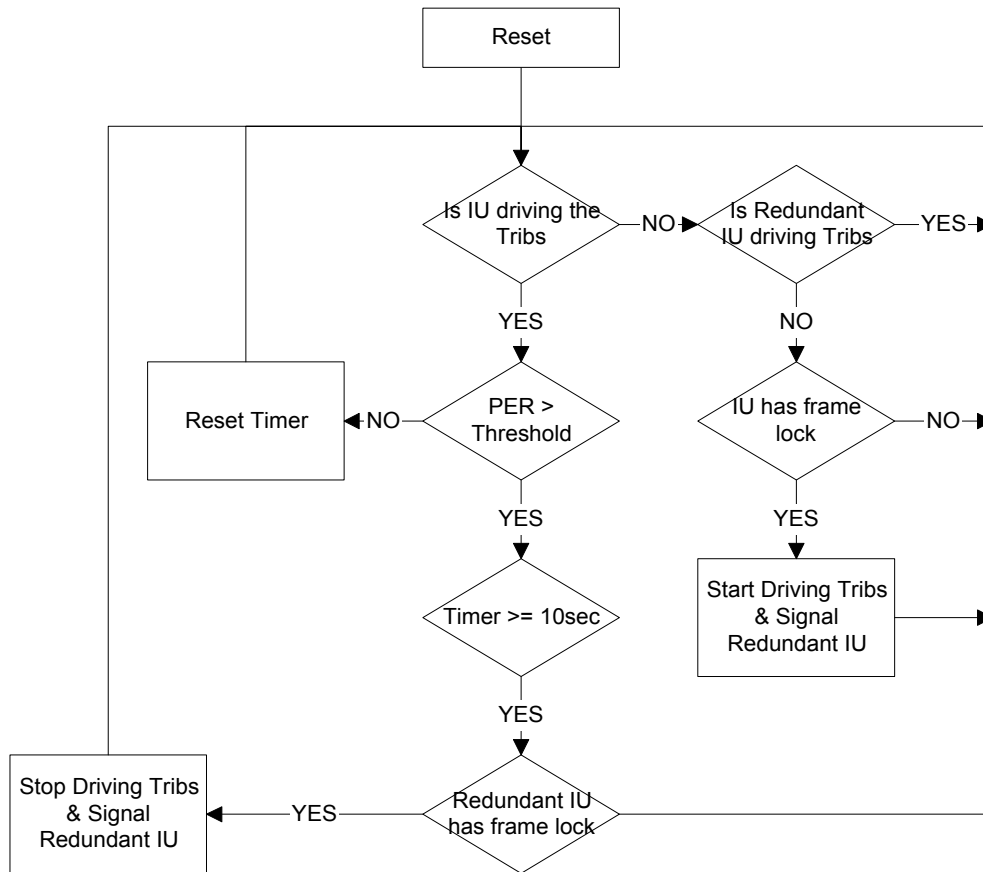 Reset
Is IU driving the
Tribs
NO
Is Redundant
IU driving Tribs
YES
YES
NO
Reset Timer
NO
PER >
Threshold
IU has frame
lock
NO
YES
YES
Timer >= 10sec
Start Driving Tribs
& Signal
Redundant IU
YES
Stop Driving Tribs
& Signal
Redundant IU
YES
Redundant IU
has frame lock